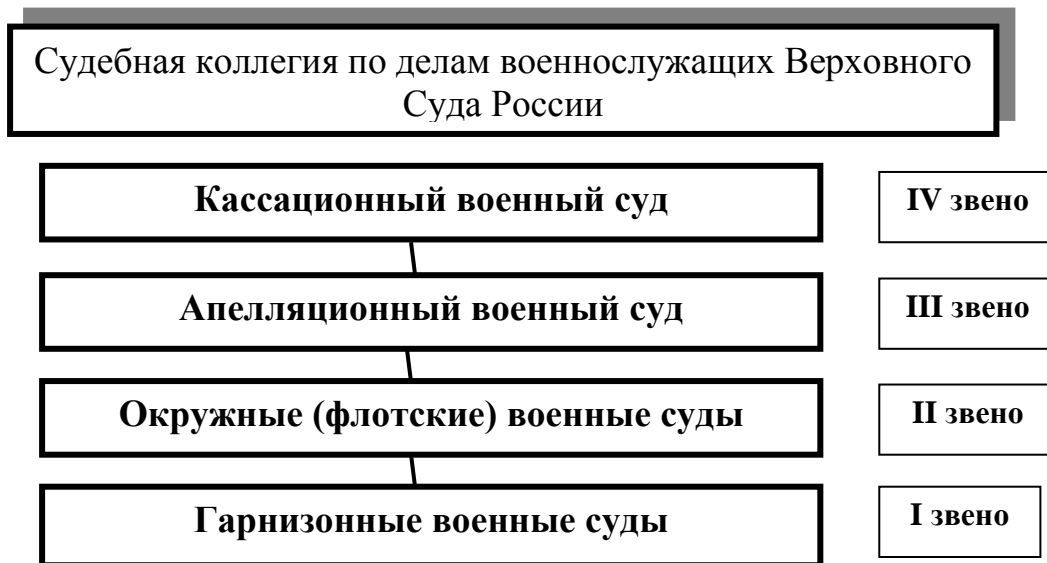 Судебная коллегия по делам военнослужащих Верховного
Суда России
Кассационный военный суд
IV звено
Апелляционный военный суд
III звено
Окружные (флотские) военные суды
II звено
Гарнизонные военные суды
I звено